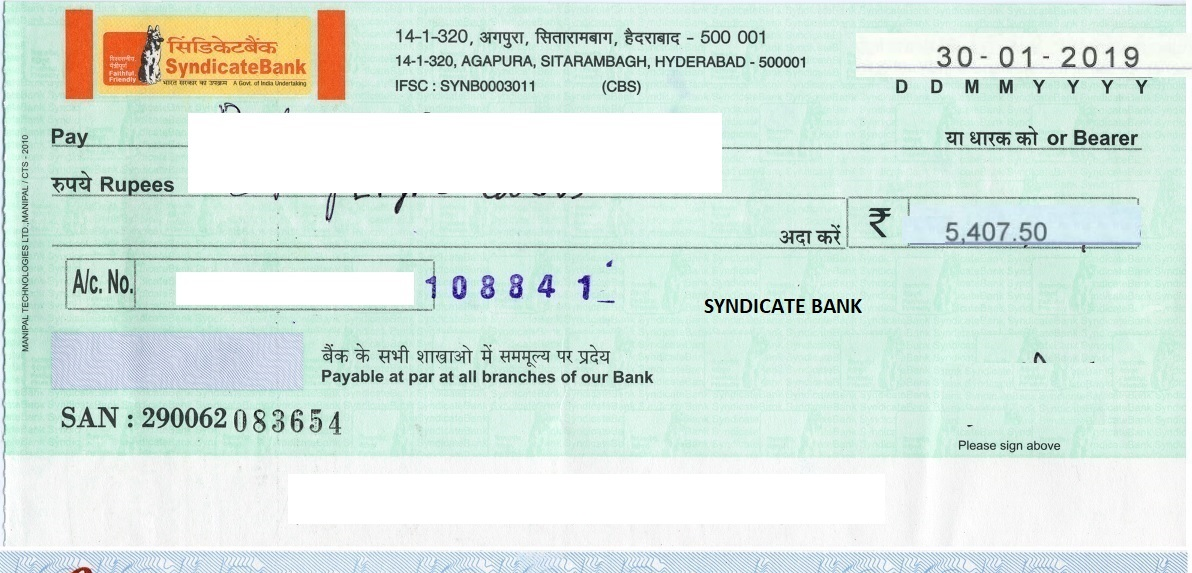 सिंडिकेटबैंक
SyndicateBank
विश्वसनीय, मैत्रीपूर्ण
Faithful, Friendly
भारत सरकार का उपक्रम A Govt. of India Undertaking
14-1-320, अगपुरा, सितारामबाग, हैदराबाद - 500 001
14-1-320, AGAPURA, SITARAMBAGH, HYDERABAD - 500001
IFSC : SYNB0003011 (CBS)
30-01-2019
D D M M Y Y Y Y
Pay या धारक को or Bearer
रुपये Rupees
अदा करें ₹ 5,407.50
A/c. No. 108841
SYNDICATE BANK
बैंक के सभी शाखाओ में सममूल्य पर प्रदेय
Payable at par at all branches of our Bank
SAN : 290062083654
Please sign above
MANIPAL TECHNOLOGIES LTD.,MANIPAL / CTS - 2010